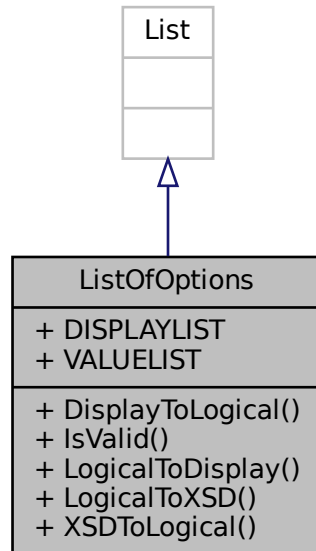 List
ListOfOptions
+ DISPLAYLIST
+ VALUELIST
+ DisplayToLogical()
+ IsValid()
+ LogicalToDisplay()
+ LogicalToXSD()
+ XSDToLogical()